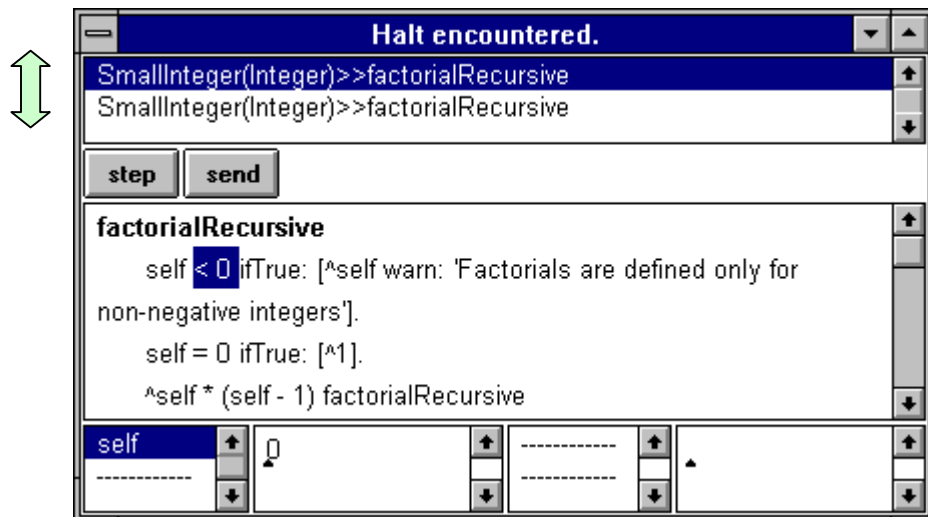 Halt encountered.
SmallInteger(Integer)>>factorialRecursive
SmallInteger(Integer)>>factorialRecursive
step send
factorialRecursive
self < 0 ifTrue: [^self warn: 'Factorials are defined only for
non-negative integers'].
self = 0 ifTrue: [^1].
^self * (self - 1) factorialRecursive
self 0 ------------
------------ ------------